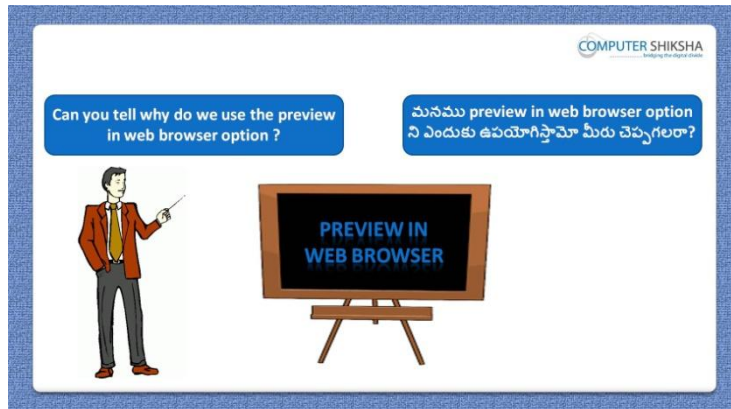 COMPUTER SHIKSHA
bridging the digital divide
Can you tell why do we use the preview
in web browser option ?
మనము preview in web browser option
ని ఎందుకు ఉపయోగిస్తామో మీరు చెప్పగలరా?
PREVIEW IN
WEB BROWSER